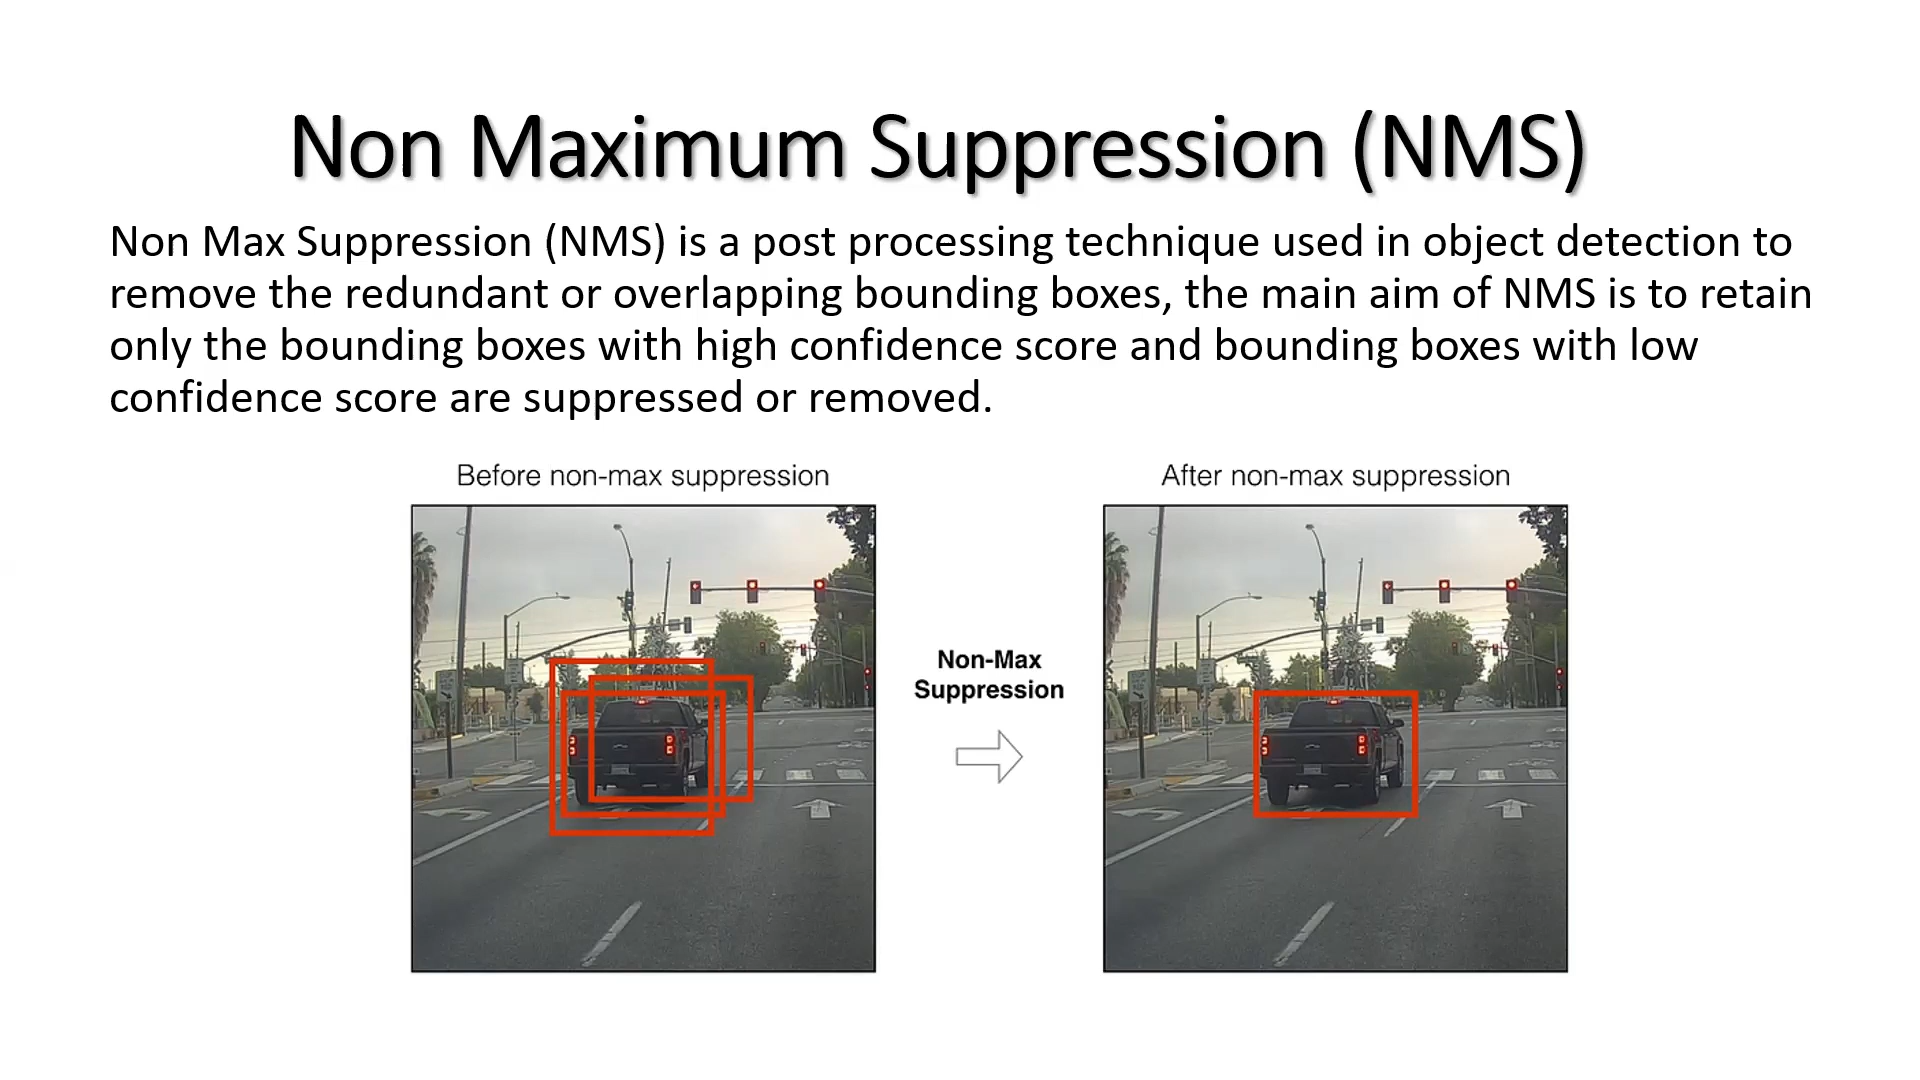 Non Maximum Suppression (NMS)
Non Max Suppression (NMS) is a post processing technique used in object detection to
remove the redundant or overlapping bounding boxes, the main aim of NMS is to retain
only the bounding boxes with high confidence score and bounding boxes with low
confidence score are suppressed or removed.
Before non-max suppression
After non-max suppression
Non-Max
Suppression